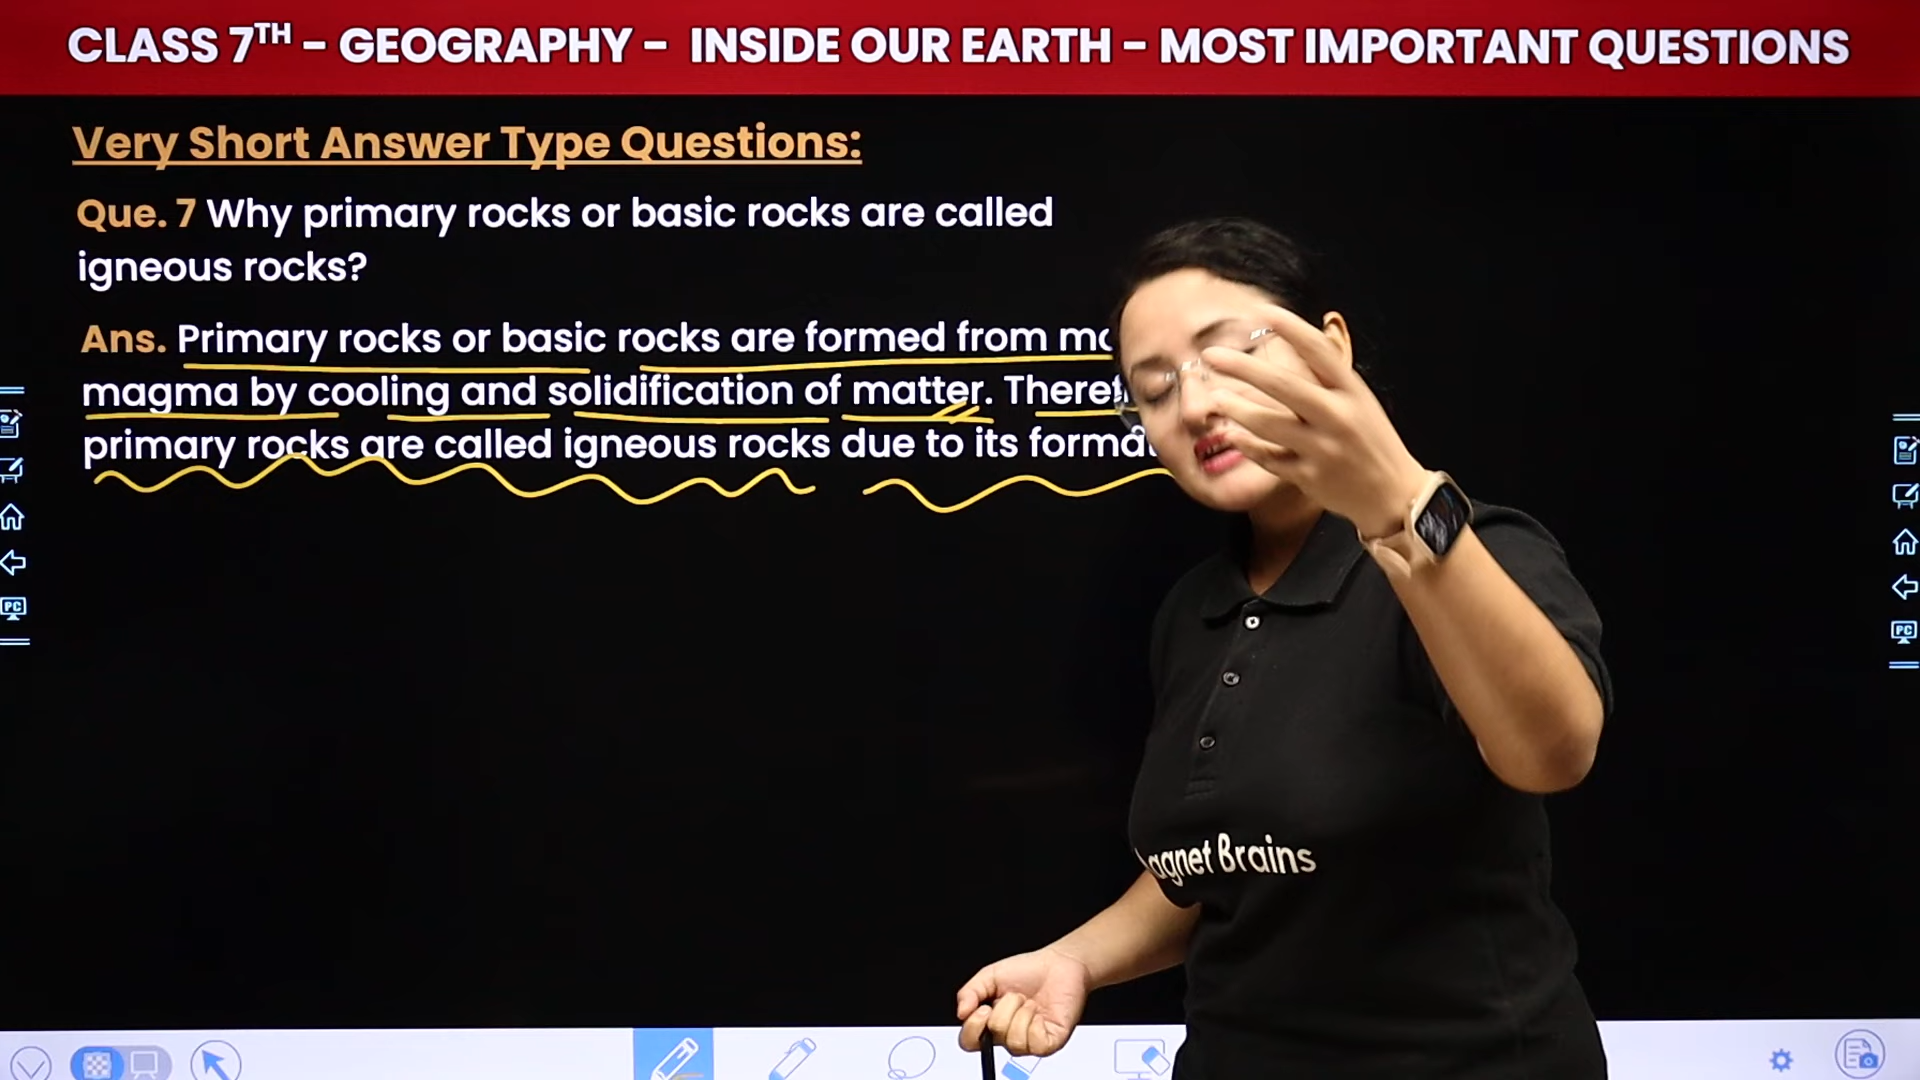 CLASS 7TH – GEOGRAPHY – INSIDE OUR EARTH – MOST IMPORTANT QUESTIONS
Very Short Answer Type Questions:
Que. 7 Why primary rocks or basic rocks are called
igneous rocks?
Ans. Primary rocks or basic rocks are formed from
magma by cooling and solidification of matter.
primary rocks are called igneous rocks due to its
Brains
PC
PC